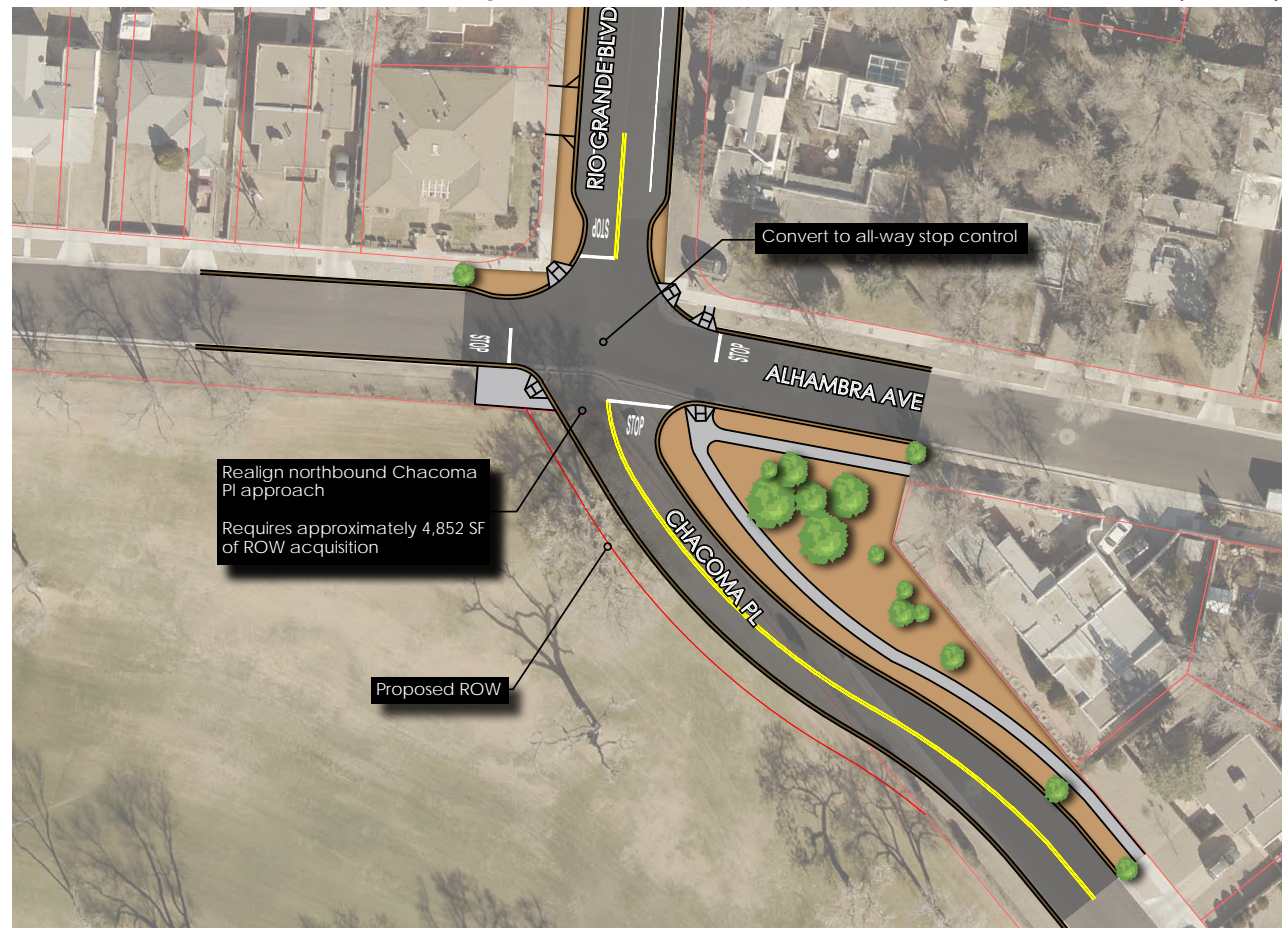 RIO GRANDE BLVD
STOP
Convert to all-way stop control
STOP
STOP
ALHAMBRA AVE
STOP
Realign northbound Chacoma
Pl approach
Requires approximately 4,852 SF
of ROW acquisition
CHACOMA PL
Proposed ROW